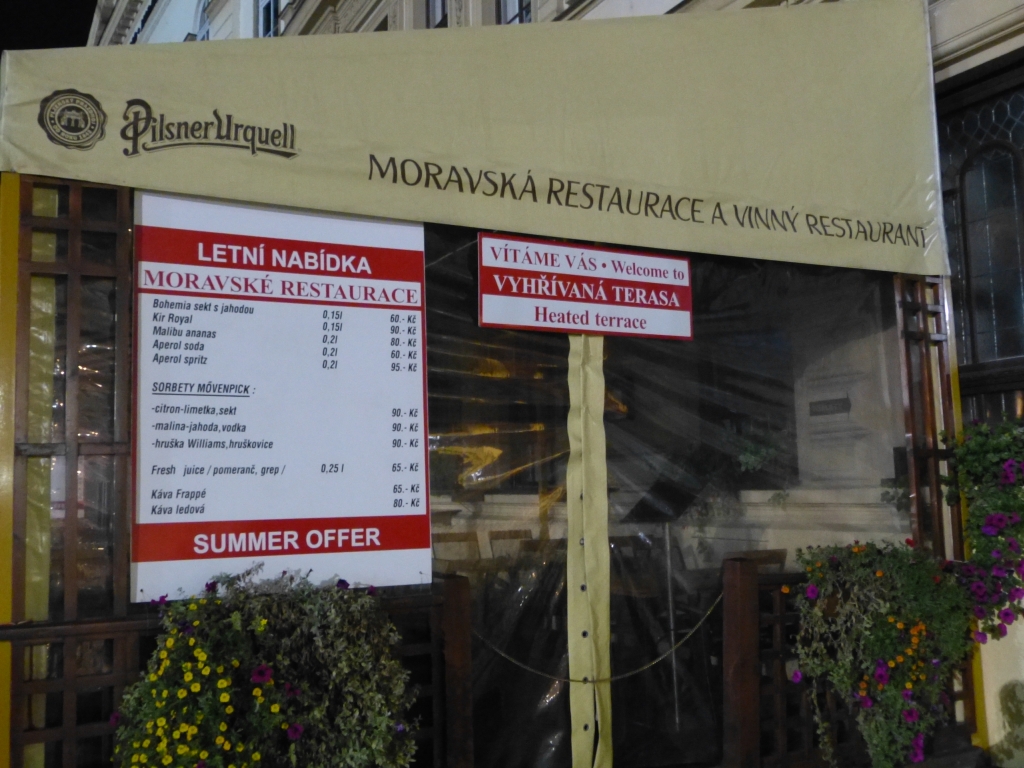 Pilsner Urquell
MORAVSKÁ RESTAURACE A VINNÝ RESTAURANT
LETNÍ NABÍDKA
MORAVSKÉ RESTAURACE
Bohemia sekt s jahodou 0,15l 60.- Kč
Kir Royal 0,15l 90.- Kč
Malibu ananas 0,2l 80.- Kč
Aperol soda 0,2l 60.- Kč
Aperol spritz 0,2l 95.- Kč
SORBETY MÖVENPICK :
-citron-limetka,sekt 90.- Kč
-malina-jahoda,vodka 90.- Kč
-hruška Williams,hruškovice 90.- Kč
Fresh juice / pomeranč, grep / 0,25 l 65.- Kč
Káva Frappé 65.- Kč
Káva ledová 80.- Kč
SUMMER OFFER
VÍTÁME VÁS • Welcome to
VYHŘÍVANÁ TERASA
Heated terrace